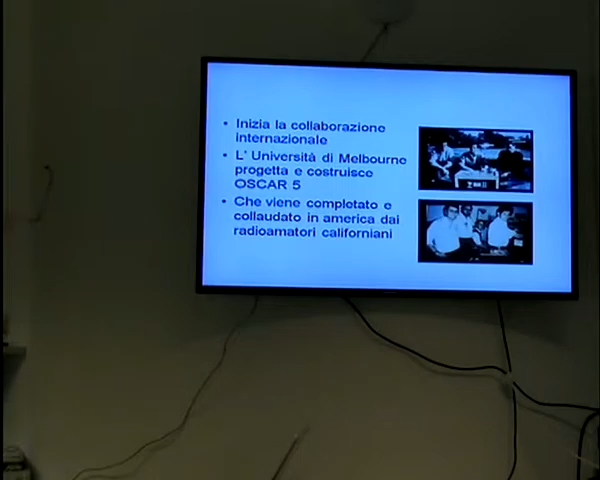 • Inizia la collaborazione
internazionale
• L' Università di Melbourne
progetta e costruisce
OSCAR 5
• Che viene completato e
collaudato in america dai
radioamatori californiani